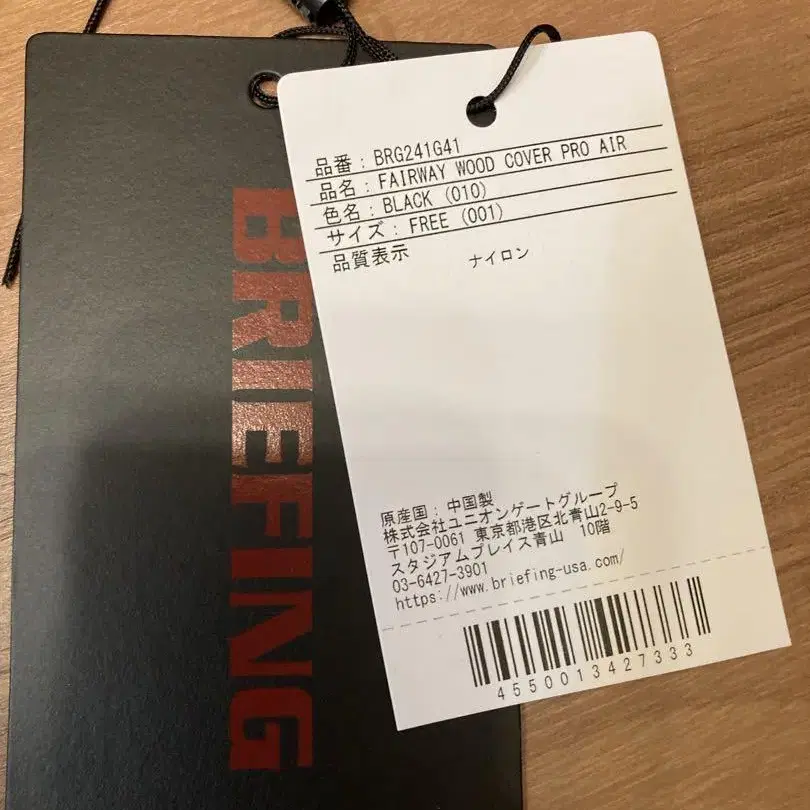 BRIEFING
品番 : BRG241G41
品名 : FAIRWAY WOOD COVER PRO AIR
色名 : BLACK (010)
サイズ : FREE (001)
品質表示 ナイロン
原産国 : 中国製
株式会社ユニオンゲートグループ
〒107-0061 東京都港区北青山2-9-5
スタジアムプレイス青山 10階
03-6427-3901
https://www.briefing-usa.com/
4550013427333